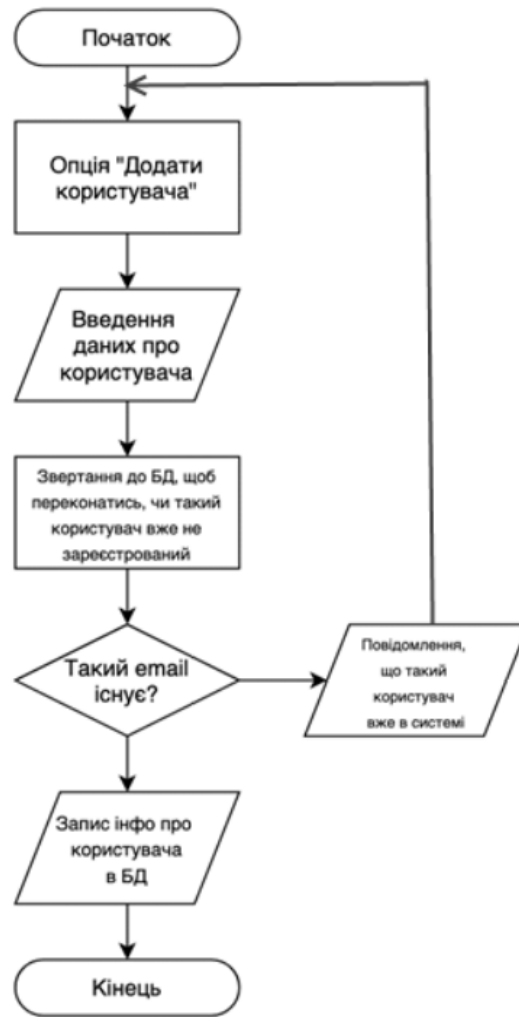 Початок
Опція "Додати
користувача"
Введення
даних про
користувача
Звертання до БД, щоб
переконатись, чи такий
користувач вже не
зареєстрований
Такий email
існує?
Повідомлення,
що такий
користувач
вже в системі
Запис інфо про
користувача
в БД
Кінець